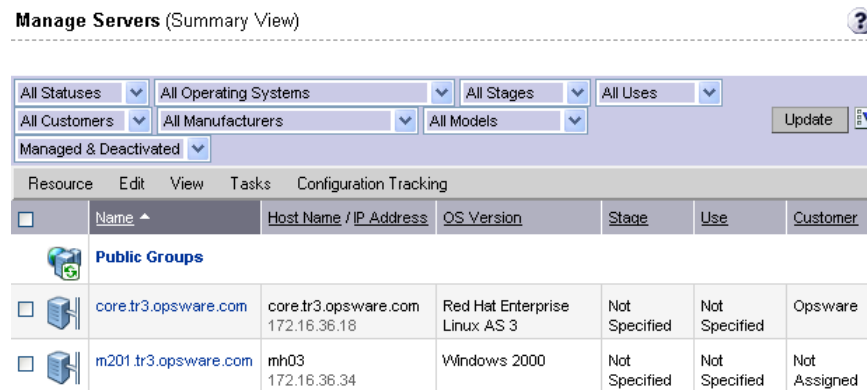 Manage Servers (Summary View)
?
All Statuses All Operating Systems All Stages All Uses
All Customers All Manufacturers All Models Update
Managed & Deactivated
Resource Edit View Tasks Configuration Tracking
Name Host Name / IP Address OS Version Stage Use Customer
Public Groups
core.tr3.opsware.com core.tr3.opsware.com Red Hat Enterprise Not Not Opsware
172.16.36.18 Linux AS 3 Specified Specified
m201.tr3.opsware.com mh03 Windows 2000 Not Not Not
172.16.36.34 Specified Specified Assigned